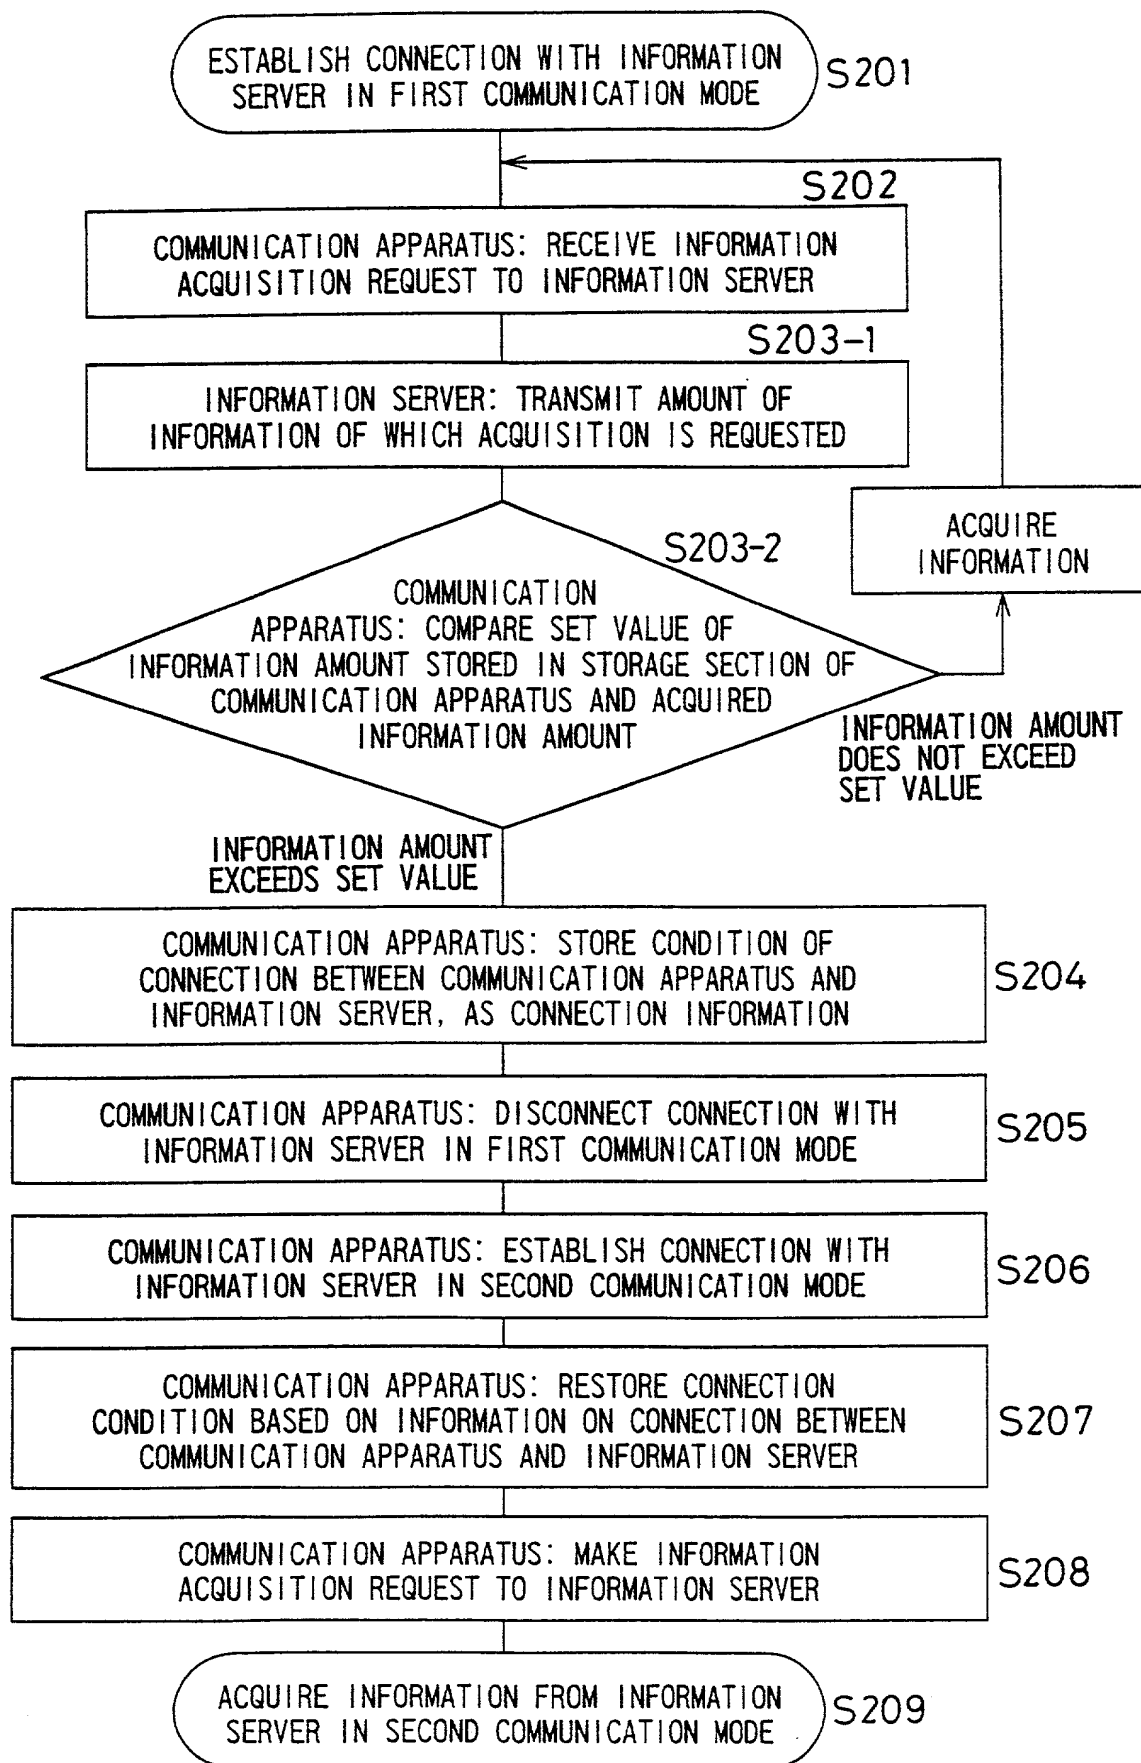 ESTABLISH CONNECTION WITH INFORMATION
SERVER IN FIRST COMMUNICATION MODE
S201
S202
COMMUNICATION APPARATUS: RECEIVE INFORMATION
ACQUISITION REQUEST TO INFORMATION SERVER
S203-1
INFORMATION SERVER: TRANSMIT AMOUNT OF
INFORMATION OF WHICH ACQUISITION IS REQUESTED
ACQUIRE
INFORMATION
S203-2
COMMUNICATION
APPARATUS: COMPARE SET VALUE OF
INFORMATION AMOUNT STORED IN STORAGE SECTION OF
COMMUNICATION APPARATUS AND ACQUIRED
INFORMATION AMOUNT
INFORMATION AMOUNT
DOES NOT EXCEED
SET VALUE
INFORMATION AMOUNT
EXCEEDS SET VALUE
COMMUNICATION APPARATUS: STORE CONDITION OF
CONNECTION BETWEEN COMMUNICATION APPARATUS AND
INFORMATION SERVER, AS CONNECTION INFORMATION
S204
COMMUNICATION APPARATUS: DISCONNECT CONNECTION WITH
INFORMATION SERVER IN FIRST COMMUNICATION MODE
S205
COMMUNICATION APPARATUS: ESTABLISH CONNECTION WITH
INFORMATION SERVER IN SECOND COMMUNICATION MODE
S206
COMMUNICATION APPARATUS: RESTORE CONNECTION
CONDITION BASED ON INFORMATION ON CONNECTION BETWEEN
COMMUNICATION APPARATUS AND INFORMATION SERVER
S207
COMMUNICATION APPARATUS: MAKE INFORMATION
ACQUISITION REQUEST TO INFORMATION SERVER
S208
ACQUIRE INFORMATION FROM INFORMATION
SERVER IN SECOND COMMUNICATION MODE
S209